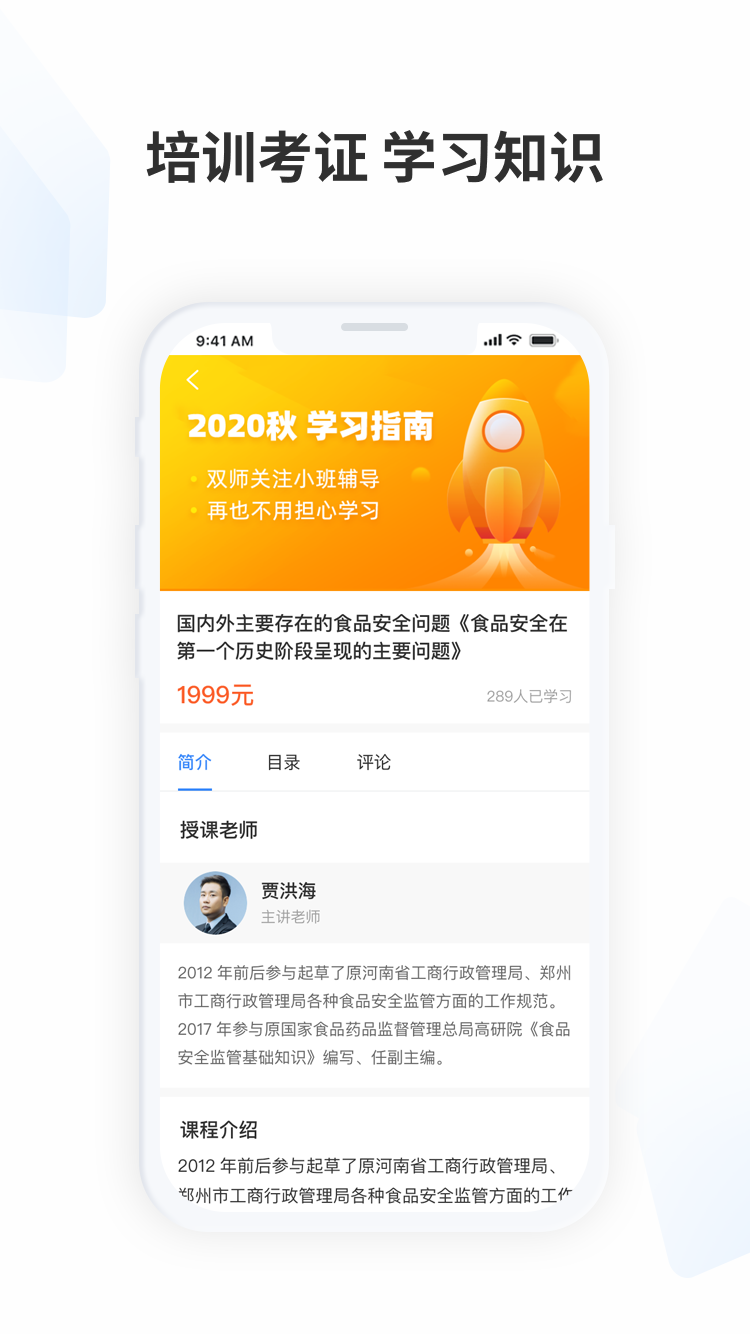 培训考证 学习知识
9:41 AM
2020秋 学习指南
• 双师关注小班辅导
• 再也不用担心学习
国内外主要存在的食品安全问题《食品安全在
第一个历史阶段呈现的主要问题》
1999元
289人已学习
简介 目录 评论
授课老师
贾洪海
主讲老师
2012 年前后参与起草了原河南省工商行政管理局、郑州
市工商行政管理局各种食品安全监管方面的工作规范。
2017 年参与原国家食品药品监督管理总局高研院《食品
安全监管基础知识》编写、任副主编。
课程介绍
2012 年前后参与起草了原河南省工商行政管理局、
郑州市工商行政管理局各种食品安全监管方面的工作